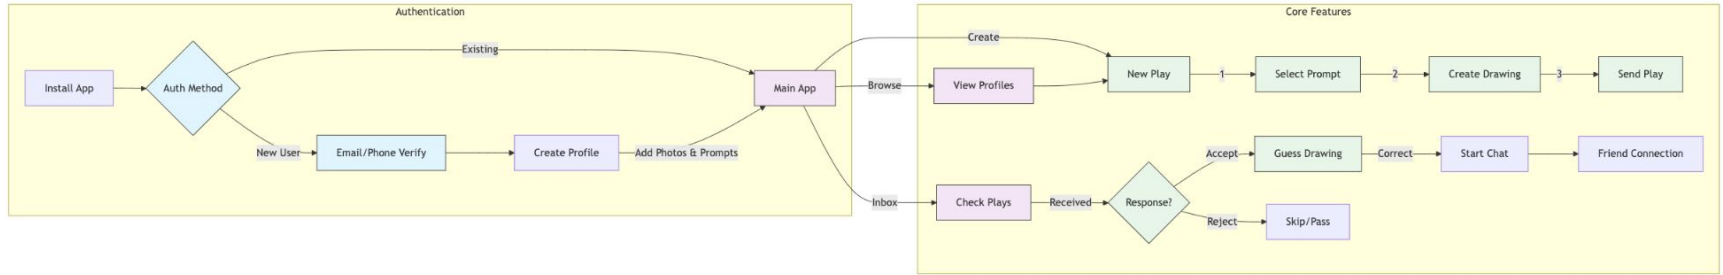 Authentication
Install App
Auth Method
Existing
New User
Email/Phone Verify
Create Profile
Add Photos & Prompts
Main App
Core Features
Create
Browse
Inbox
View Profiles
New Play
1
Select Prompt
2
Create Drawing
3
Send Play
Check Plays
Received
Response?
Accept
Guess Drawing
Correct
Start Chat
Friend Connection
Reject
Skip/Pass